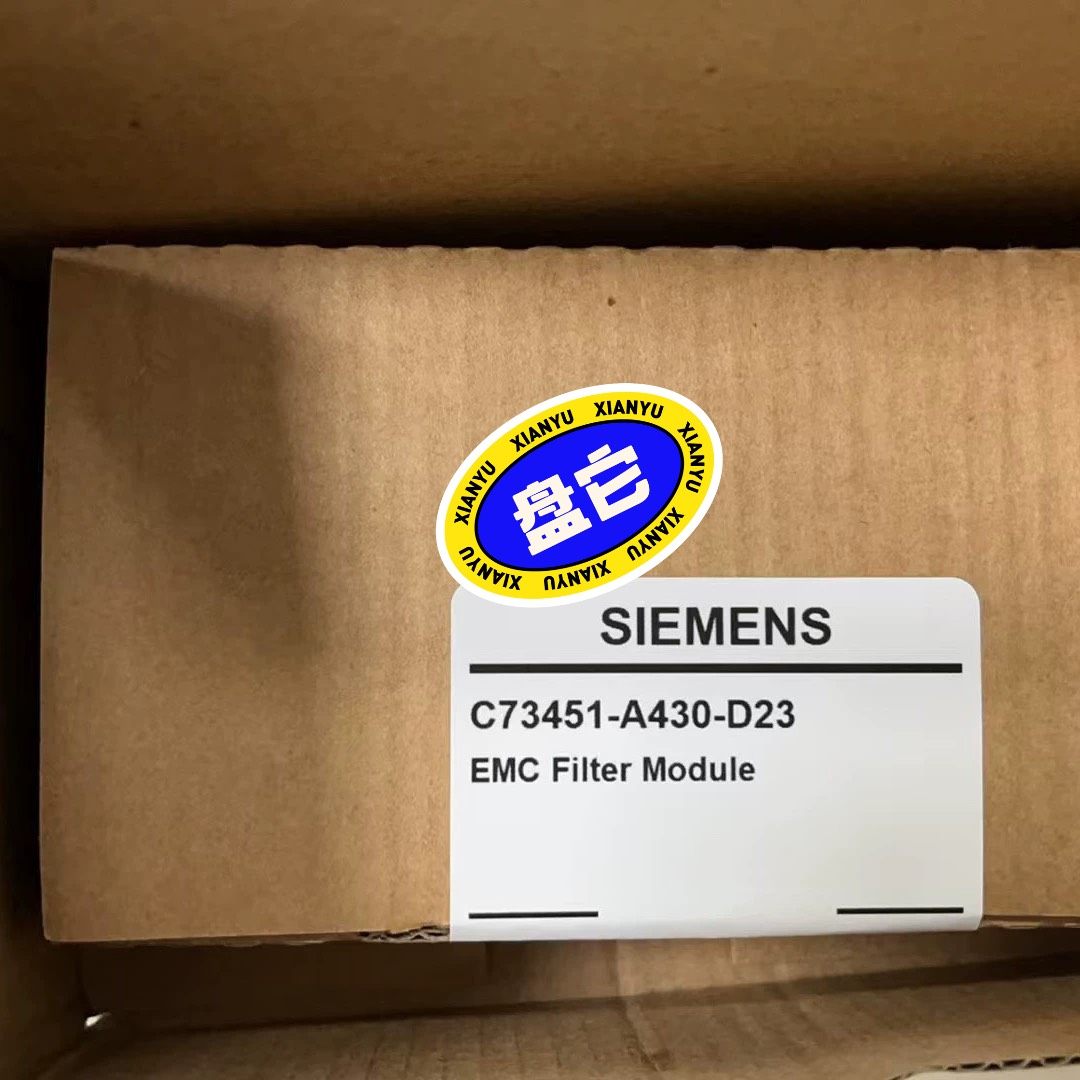 XIANYU XIANYU XIANYU XIANYU XIANYU XIANYU XIANYU XIANYU
盘它
SIEMENS
C73451-A430-D23
EMC Filter Module